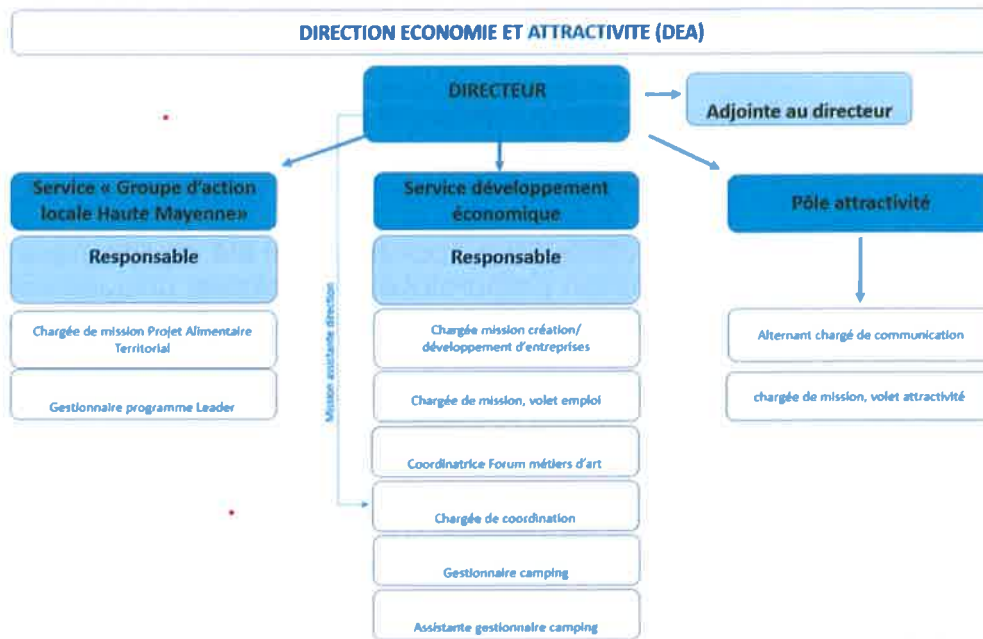 DIRECTION ECONOMIE ET ATTRACTIVITE (DEA)
DIRECTEUR
Adjointe au directeur
Service « Groupe d'action
locale Haute Mayenne»
Responsable
Chargée de mission Projet Alimentaire
Territorial
Gestionnaire programme Leader
Mission assistante direction
Service développement
économique
Responsable
Chargée mission création/
développement d'entreprises
Chargée de mission, volet emploi
Coordinatrice Forum métiers d'art
Chargée de coordination
Gestionnaire camping
Assistante gestionnaire camping
Pôle attractivité
Alternant chargé de communication
chargée de mission, volet attractivité